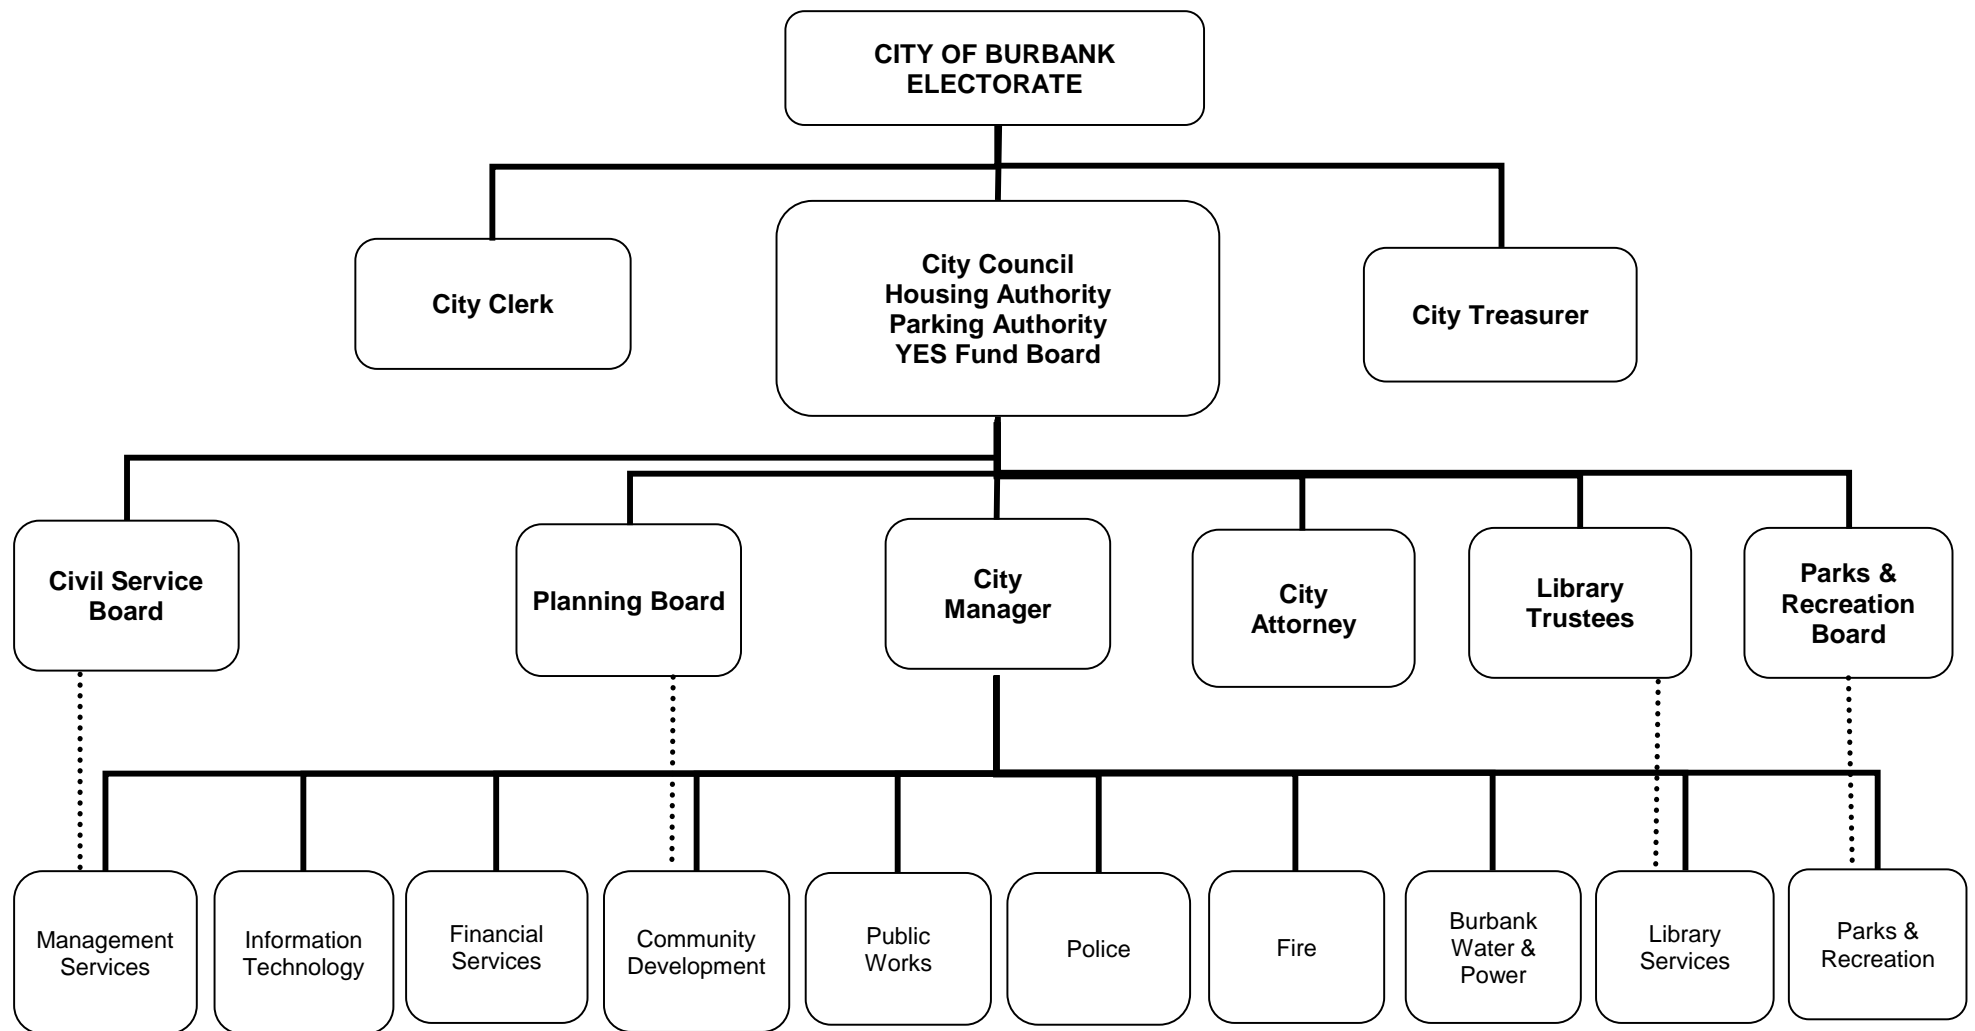 CITY OF BURBANK
ELECTORATE
City Clerk
City Council
Housing Authority
Parking Authority
YES Fund Board
City Treasurer
Civil Service
Board
Planning Board
City
Manager
City
Attorney
Library
Trustees
Parks &
Recreation
Board
Management
Services
Information
Technology
Financial
Services
Community
Development
Public
Works
Police
Fire
Burbank
Water &
Power
Library
Services
Parks &
Recreation